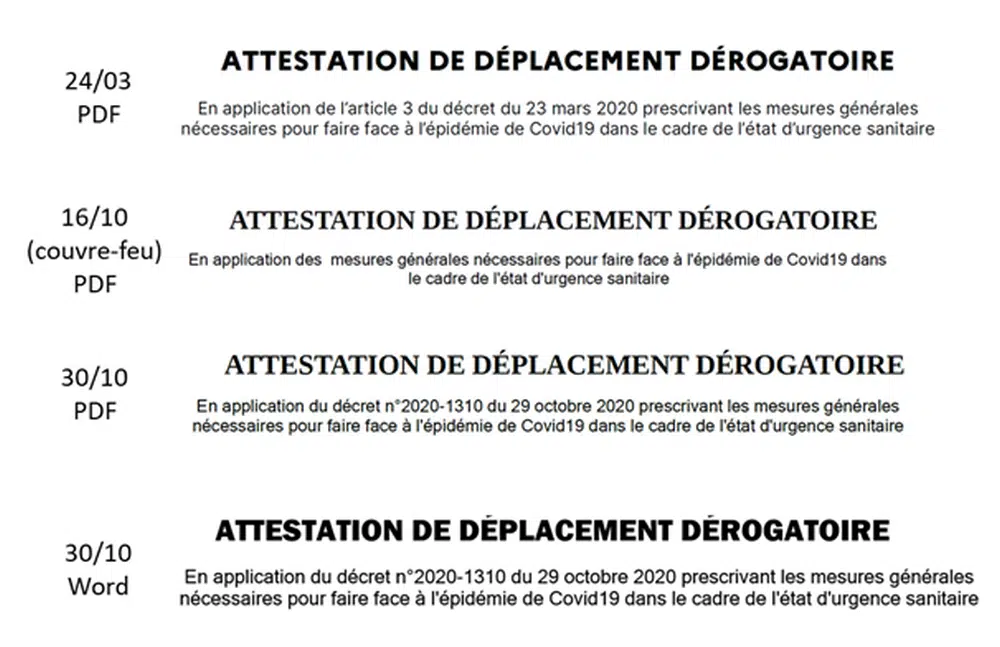 24/03
PDF
ATTESTATION DE DÉPLACEMENT DÉROGATOIRE
En application de l’article 3 du décret du 23 mars 2020 prescrivant les mesures générales
nécessaires pour faire face à l’épidémie de Covid19 dans le cadre de l’état d’urgence sanitaire
16/10
(couvre-feu)
PDF
ATTESTATION DE DÉPLACEMENT DÉROGATOIRE
En application des  mesures générales nécessaires pour faire face à l'épidémie de Covid19 dans
le cadre de l'état d'urgence sanitaire
30/10
PDF
ATTESTATION DE DÉPLACEMENT DÉROGATOIRE
En application du décret n°2020-1310 du 29 octobre 2020 prescrivant les mesures générales
nécessaires pour faire face à l'épidémie de Covid19 dans le cadre de l'état d'urgence sanitaire
30/10
Word
ATTESTATION DE DÉPLACEMENT DÉROGATOIRE
En application du décret n°2020-1310 du 29 octobre 2020 prescrivant les mesures générales
nécessaires pour faire face à l'épidémie de Covid19 dans le cadre de l'état d'urgence sanitaire